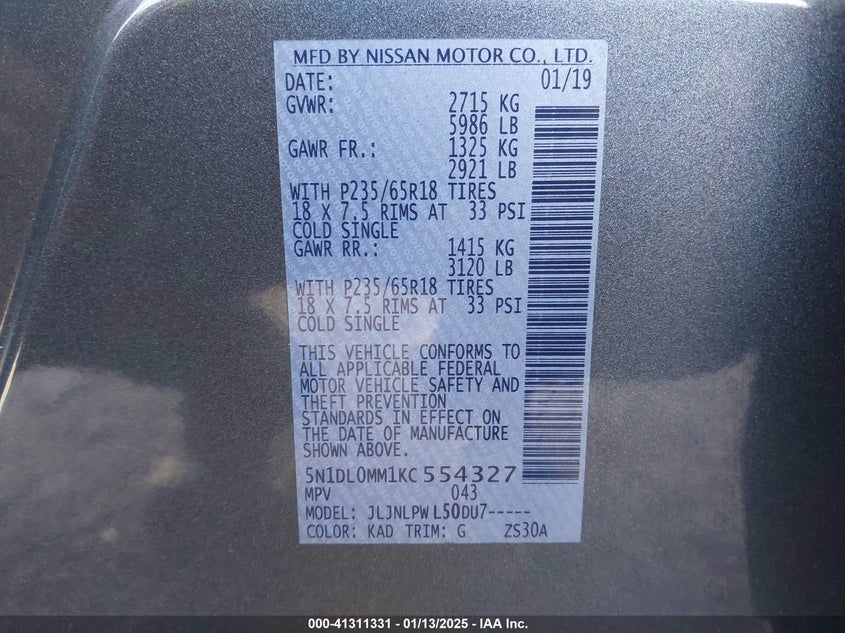 MFD BY NISSAN MOTOR CO., LTD.
DATE: 01/19
GVWR: 2715 KG
5986 LB
GAWR FR.: 1325 KG
2921 LB
WITH P235/65R18 TIRES
18 X 7.5 RIMS AT 33 PSI
COLD SINGLE
GAWR RR.: 1415 KG
3120 LB
WITH P235/65R18 TIRES
18 X 7.5 RIMS AT 33 PSI
COLD SINGLE
THIS VEHICLE CONFORMS TO
ALL APPLICABLE FEDERAL
MOTOR VEHICLE SAFETY AND
THEFT PREVENTION
STANDARDS IN EFFECT ON
THE DATE OF MANUFACTURE
SHOWN ABOVE.
5N1DL0MM1KC554327
MPV 043
MODEL: JLJNLPW L50DU7-----
COLOR: KAD TRIM: G ZS30A
000-41311331 - 01/13/2025 - IAA Inc.